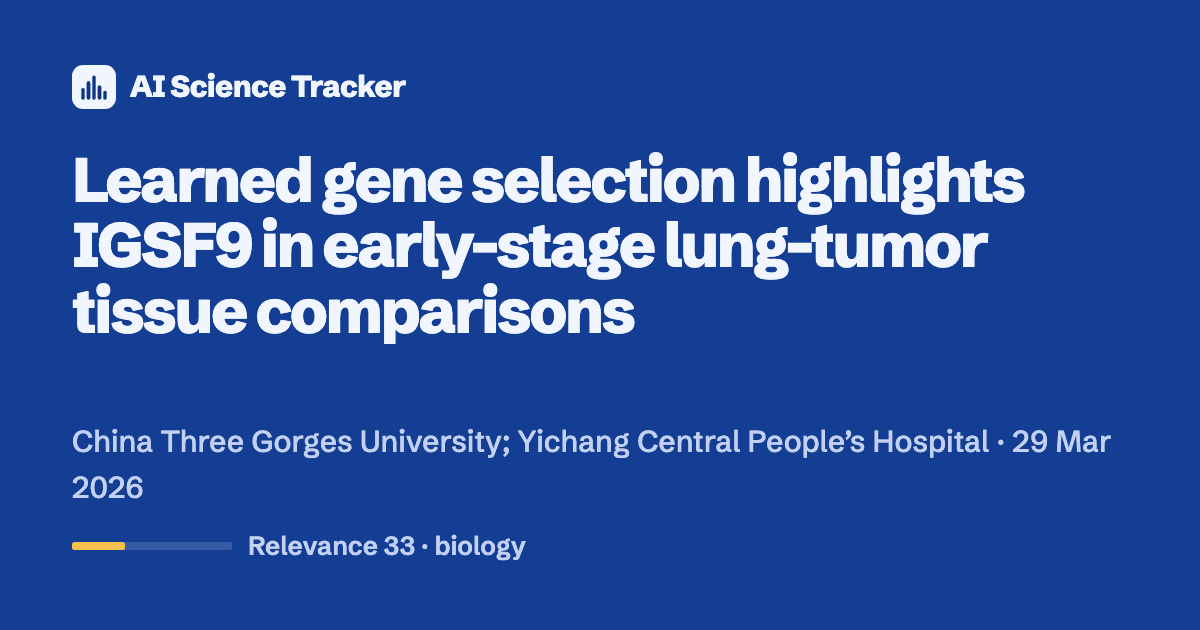 AI Science Tracker
Learned gene selection highlights
IGSF9 in early-stage lung-tumor
tissue comparisons
China Three Gorges University; Yichang Central People’s Hospital · 29 Mar
2026
Relevance 33 · biology